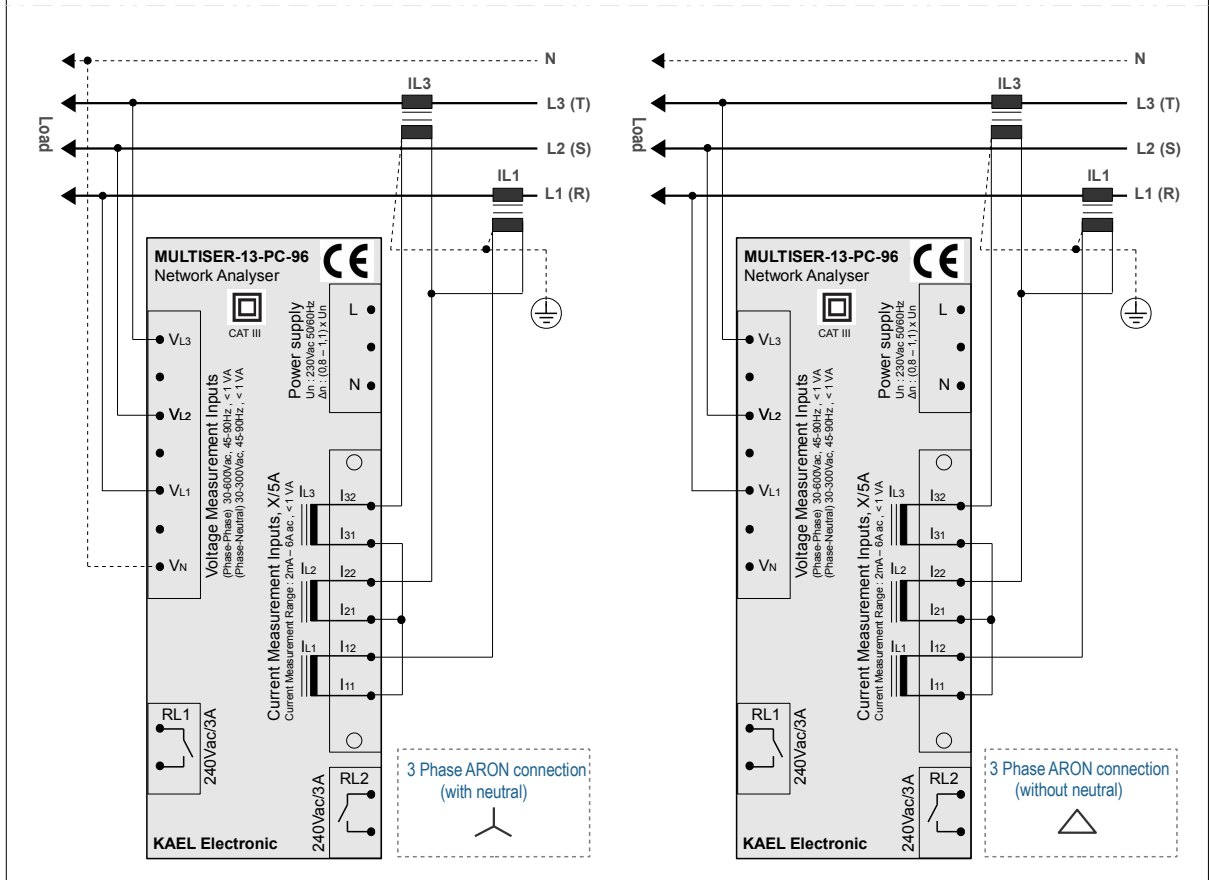 N
IL3
L3 (T)
Load
L2 (S)
IL1
L1 (R)
MULTISER-13-PC-96
Network Analyser
CE
CAT III
Power supply
Un : 230Vac 50/60Hz
Δn : (0,8 – 1,1) x Un
L
N
VL3
VL2
VL1
VN
Voltage Measurement Inputs
(Phase-Phase) 30-600Vac, 45-90Hz , < 1 VA
(Phase-Neutral) 30-300Vac, 45-90Hz, < 1 VA
Current Measurement Inputs, X/5A
Current Measurement Range : 2mA – 6A ac , < 1 VA
IL3
I32
I31
IL2
I22
I21
IL1
I12
I11
RL1
240Vac/3A
RL2
240Vac/3A
KAEL Electronic
3 Phase ARON connection
(with neutral)
N
IL3
L3 (T)
Load
L2 (S)
IL1
L1 (R)
MULTISER-13-PC-96
Network Analyser
CE
CAT III
Power supply
Un : 230Vac 50/60Hz
Δn : (0,8 – 1,1) x Un
L
N
VL3
VL2
VL1
VN
Voltage Measurement Inputs
(Phase-Phase) 30-600Vac, 45-90Hz , < 1 VA
(Phase-Neutral) 30-300Vac, 45-90Hz, < 1 VA
Current Measurement Inputs, X/5A
Current Measurement Range : 2mA – 6A ac , < 1 VA
IL3
I32
I31
IL2
I22
I21
IL1
I12
I11
RL1
240Vac/3A
RL2
240Vac/3A
KAEL Electronic
3 Phase ARON connection
(without neutral)